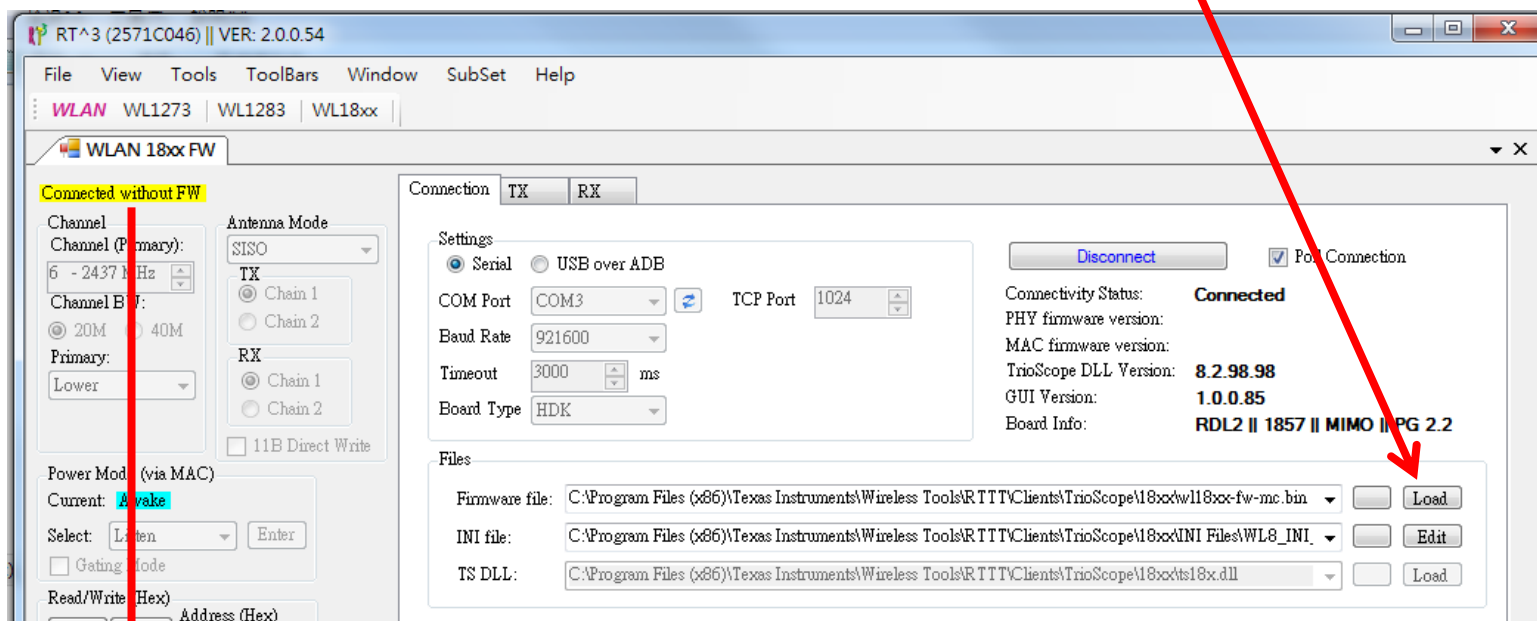 RT^3 (2571C046) || VER: 2.0.0.54
File View Tools ToolBars Window SubSet Help
WLAN WL1273 WL1283 WL18xx
WLAN 18xx FW
Connected without FW
Channel
Channel (Primary):
6 - 2437 MHz
Channel BW:
20M 40M
Primary:
Lower
Antenna Mode
SISO
TX
Chain 1
Chain 2
RX
Chain 1
Chain 2
11B Direct Write
Power Mode (via MAC)
Current: Awake
Select: Listen Enter
Gating Mode
Read/Write (Hex)
Address (Hex)
Connection TX RX
Settings
Serial USB over ADB
COM Port COM3 TCP Port 1024
Baud Rate 921600
Timeout 3000 ms
Board Type HDK
Disconnect Poll Connection
Connectivity Status: Connected
PHY firmware version:
MAC firmware version:
TrioScope DLL Version: 8.2.98.98
GUI Version: 1.0.0.85
Board Info: RDL2 || 1857 || MIMO || PG 2.2
Files
Firmware file: C:\Program Files (x86)\Texas Instruments\Wireless Tools\RTTT\Clients\TrioScope\18xx\wl18xx-fw-mc.bin Load
INI file: C:\Program Files (x86)\Texas Instruments\Wireless Tools\RTTT\Clients\TrioScope\18xx\INI Files\WL8_INI_ Edit
TS DLL: C:\Program Files (x86)\Texas Instruments\Wireless Tools\RTTT\Clients\TrioScope\18xx\ts18x.dll Load